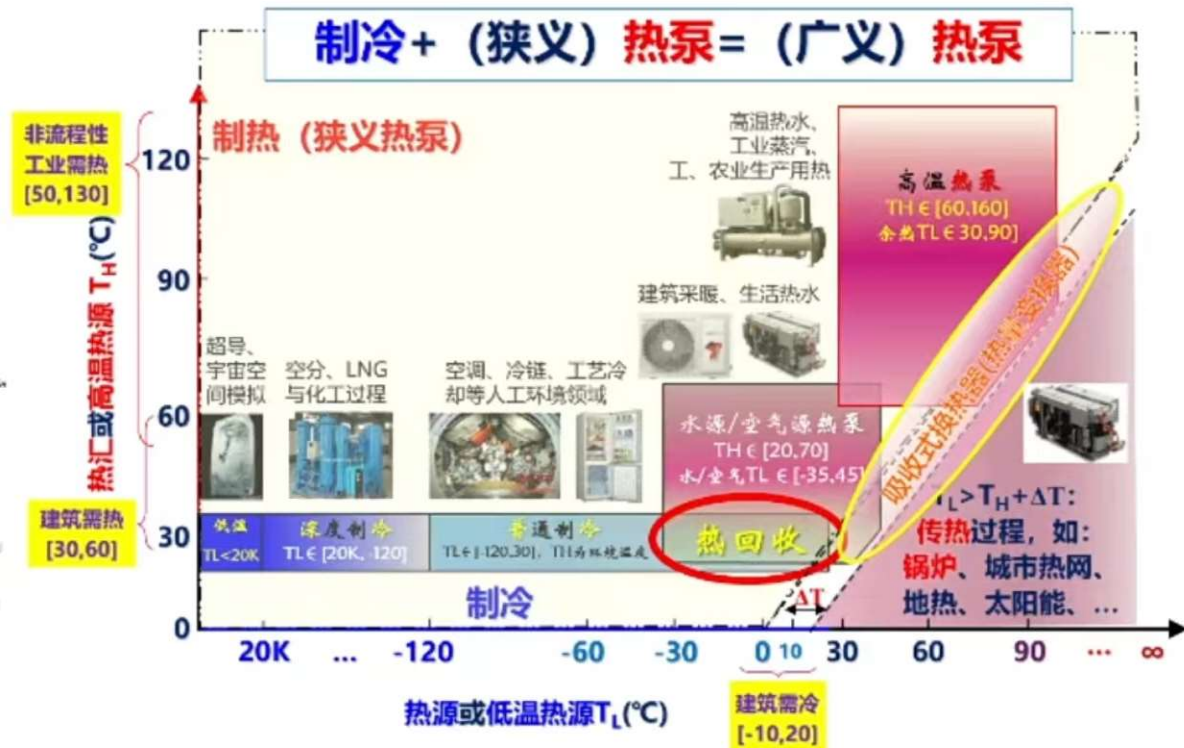 制冷+（狭义）热泵=（广义）热泵
非流程性
工业需热
[50,130]
热汇或高温热源 T_H(℃)
建筑需热
[30,60]
120
90
60
30
0
制热（狭义热泵）
高温热水、
工业蒸汽、
工、农业生产用热
高温热泵
TH ∈ [60,160]
余热TL ∈ 30,90]
建筑采暖、生活热水
超导、
宇宙空
间模拟
空分、LNG
与化工过程
空调、冷链、工艺冷
却等人工环境领域
水源/空气源热泵
TH ∈ [20,70]
水/空气TL ∈ [-35,45]
吸收式换热器(热量变换器)
低温
TL<20K
深度制冷
TL∈ [20K, -120]
普通制冷
TL∈[-120,30]，TH为环境温度
热回收
T_L>T_H+ΔT:
传热过程，如：
锅炉、城市热网、
地热、太阳能、…
制冷
ΔT
20K ... -120 -60 -30 0 10 30 60 90 ... ∞
热源或低温热源T_L(℃)
建筑需冷
[-10,20]